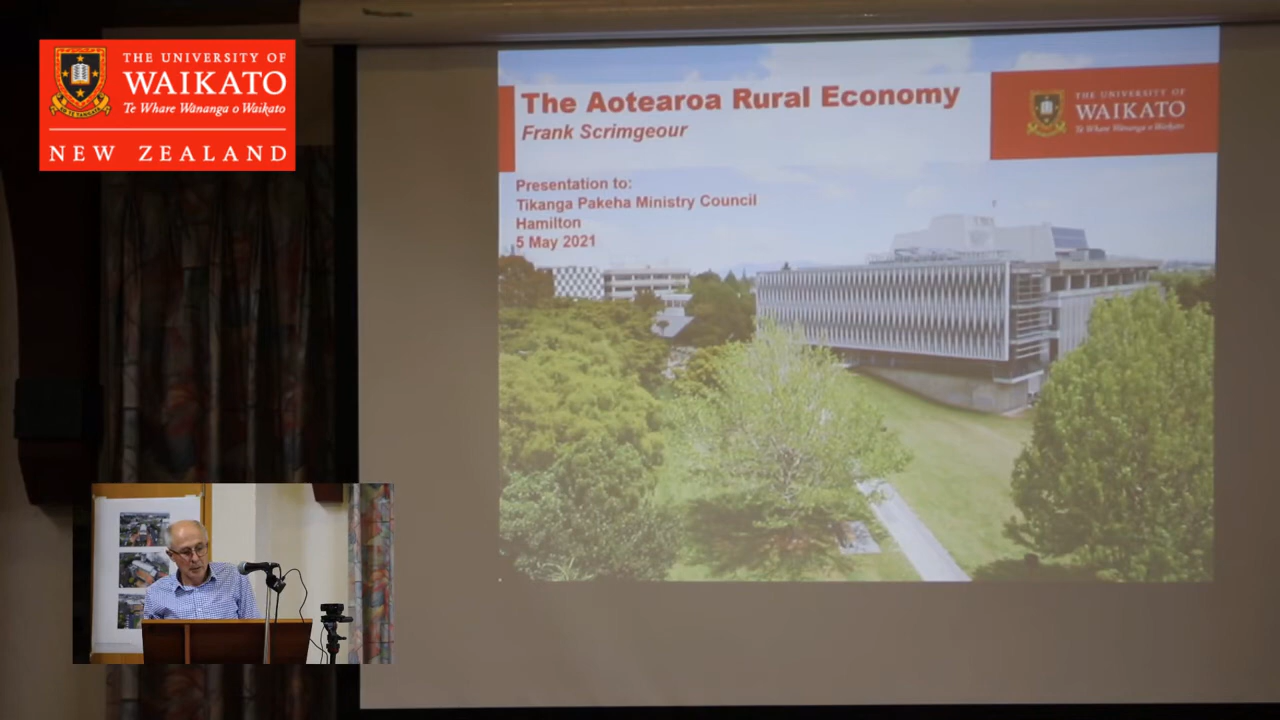 THE UNIVERSITY OF
WAIKATO
Te Whare Wānanga o Waikato
NEW ZEALAND
The Aotearoa Rural Economy
Frank Scrimgeour
THE UNIVERSITY OF
WAIKATO
Te Whare Wānanga o Waikato
Presentation to:
Tikanga Pakeha Ministry Council
Hamilton
5 May 2021